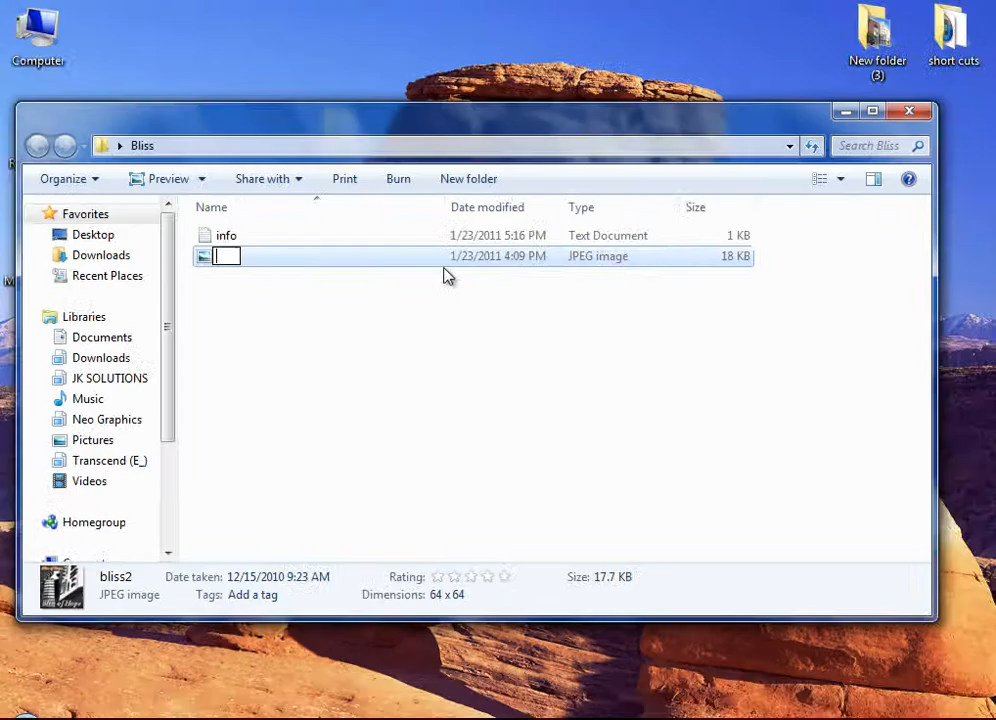 Computer
New folder (3)
short cuts
Bliss
Search Bliss
Organize Preview Share with Print Burn New folder
Name Date modified Type Size
Favorites
Desktop
Downloads
Recent Places
Libraries
Documents
Downloads
JK SOLUTIONS
Music
Neo Graphics
Pictures
Transcend (E_)
Videos
Homegroup
info 1/23/2011 5:16 PM Text Document 1 KB
1/23/2011 4:09 PM JPEG image 18 KB
bliss2 Date taken: 12/15/2010 9:23 AM Rating: Size: 17.7 KB
JPEG image Tags: Add a tag Dimensions: 64 x 64